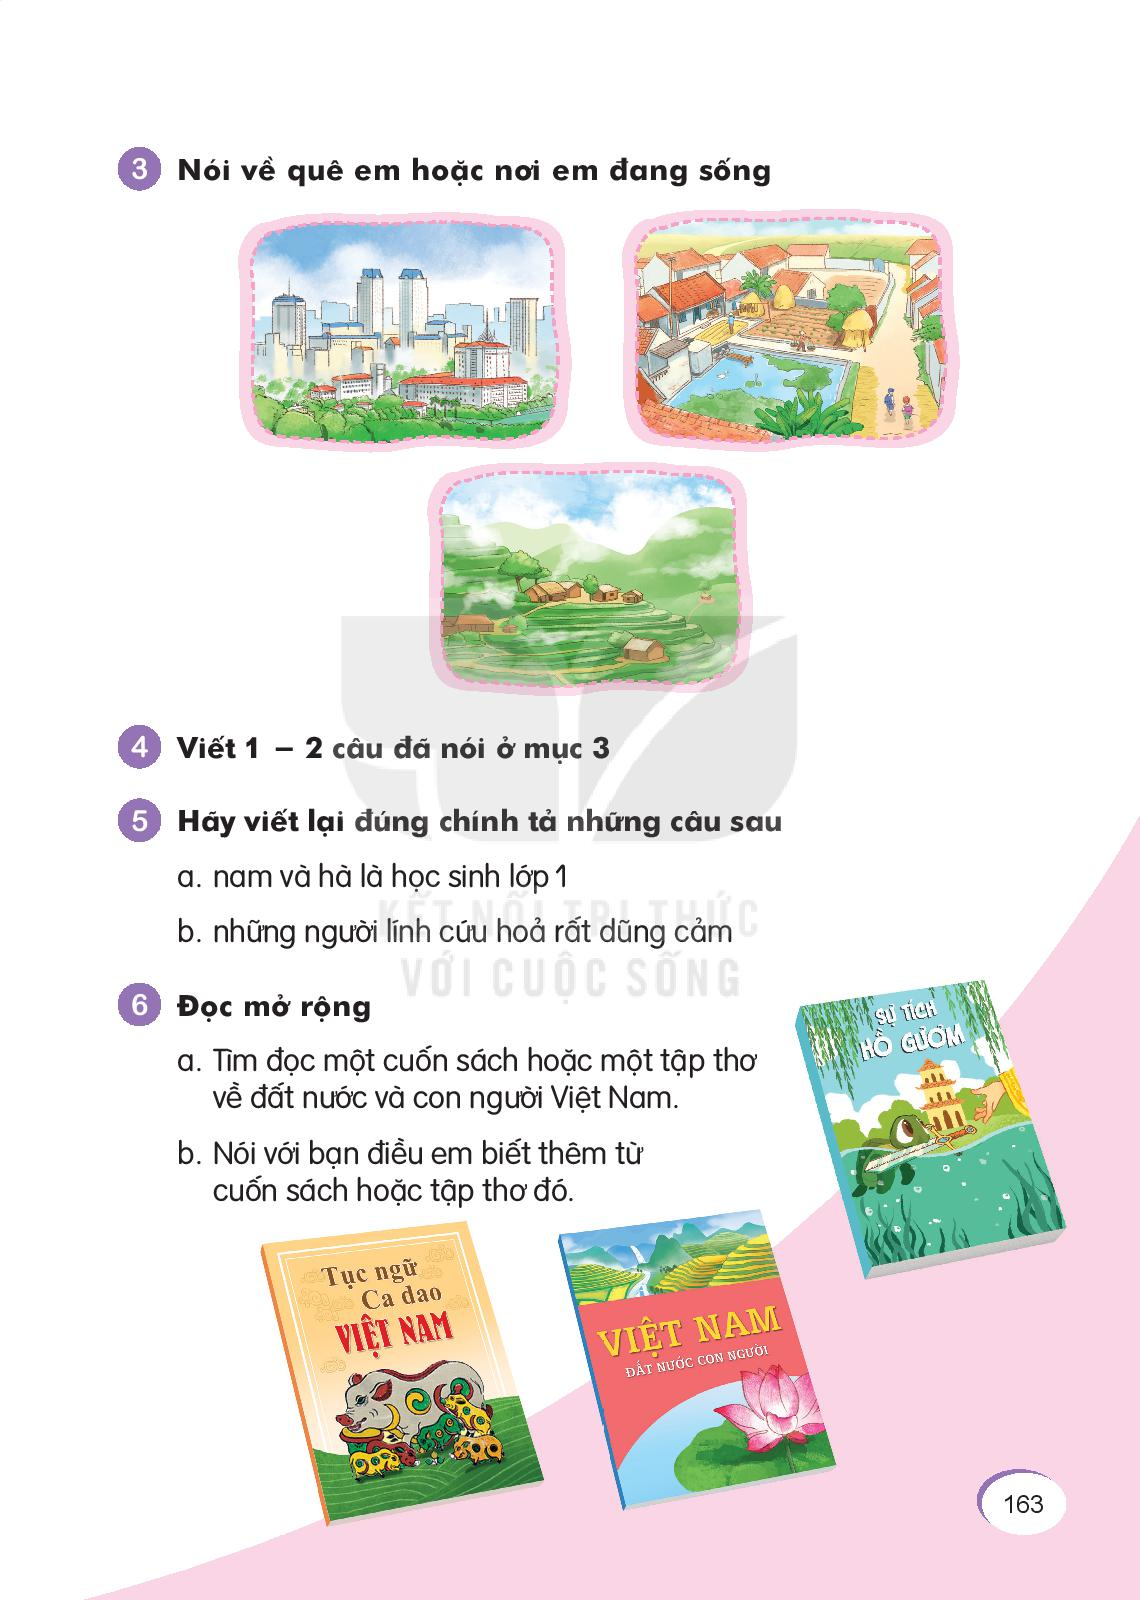 3 Nói về quê em hoặc nơi em đang sống
4 Viết 1 – 2 câu đã nói ở mục 3
5 Hãy viết lại đúng chính tả những câu sau
a. nam và hà là học sinh lớp 1
b. những người lính cứu hoả rất dũng cảm
KẾT NỐI TRI THỨC
VỚI CUỘC SỐNG
6 Đọc mở rộng
a. Tìm đọc một cuốn sách hoặc một tập thơ
về đất nước và con người Việt Nam.
b. Nói với bạn điều em biết thêm từ
cuốn sách hoặc tập thơ đó.
SỰ TÍCH
HỒ GƯƠM
Tục ngữ
Ca dao
VIỆT NAM
VIỆT NAM
ĐẤT NƯỚC CON NGƯỜI
163